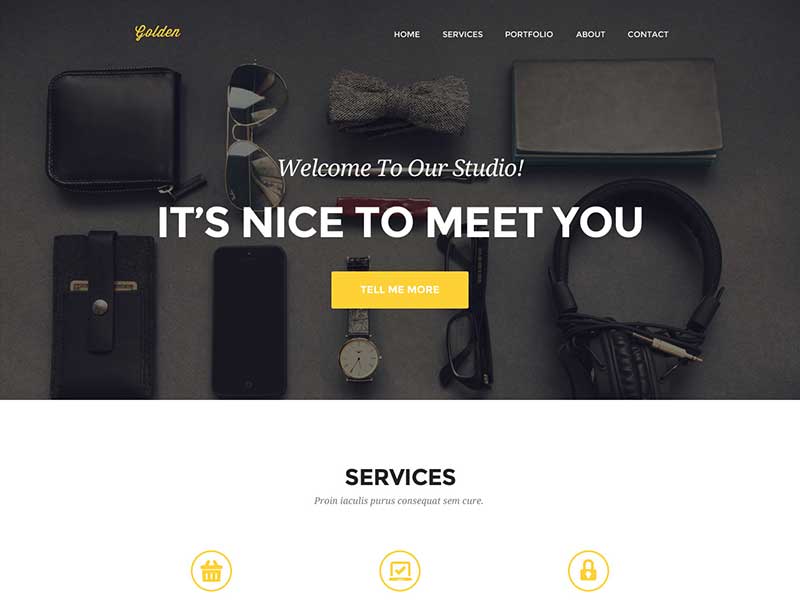 Golden
HOME SERVICES PORTFOLIO ABOUT CONTACT
Welcome To Our Studio!
IT'S NICE TO MEET YOU
TELL ME MORE
SERVICES
Proin iaculis purus consequat sem cure.